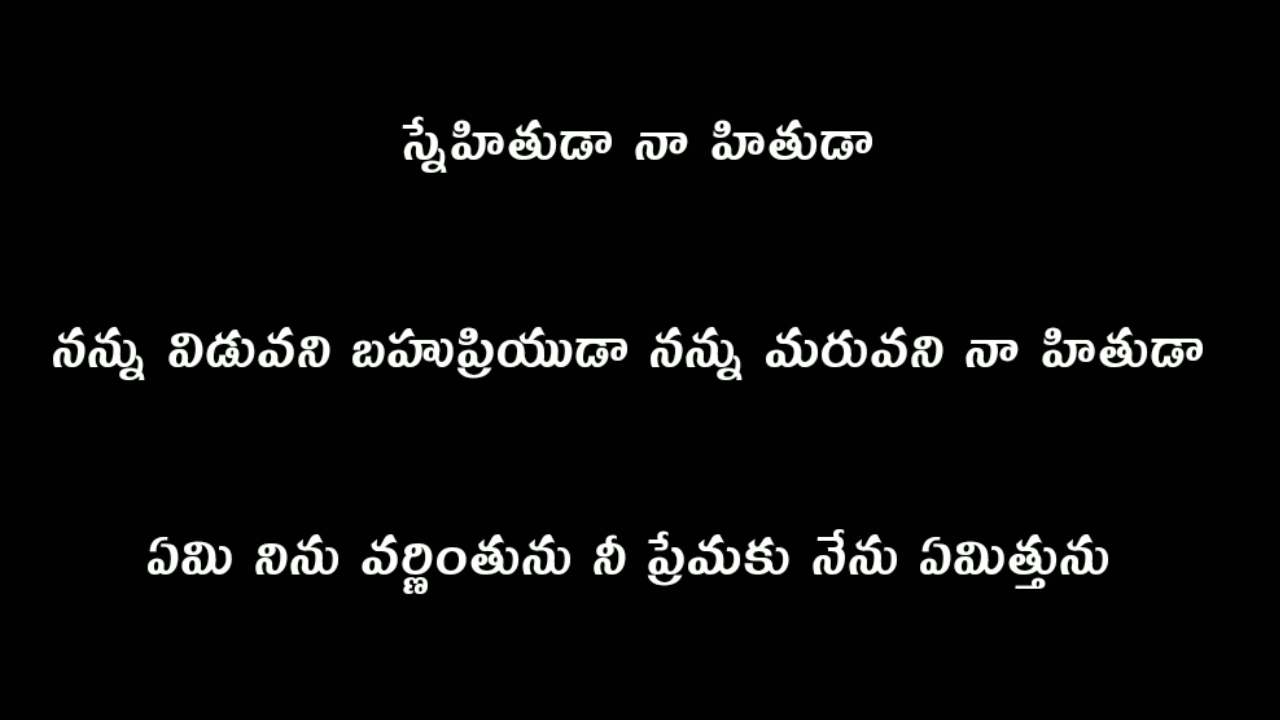 స్నేహితుడా నా హితుడా
నన్ను విడువని బహుప్రియుడా నన్ను మరువని నా హితుడా
ఏమి నిను వర్ణింతును నీ ప్రేమకు నేను ఏమిత్తును